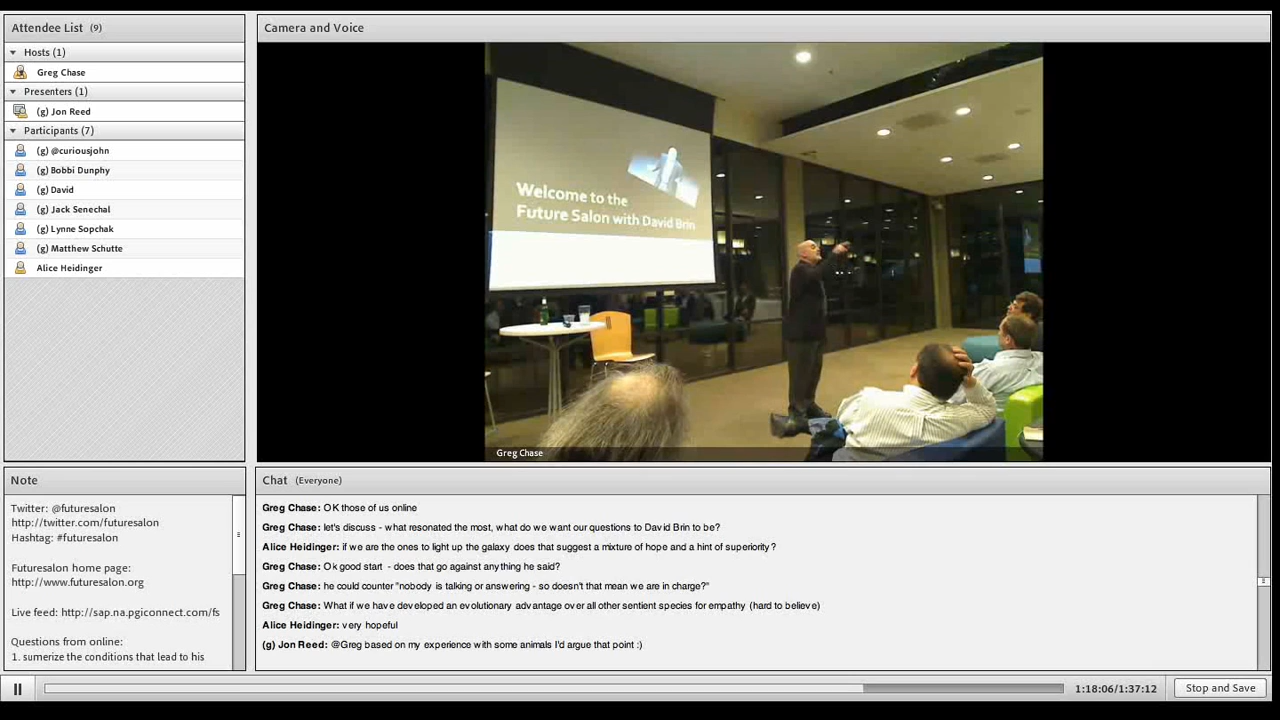 Attendee List (9)
Hosts (1)
Greg Chase
Presenters (1)
(g) Jon Reed
Participants (7)
(g) @curiousjohn
(g) Bobbi Dunphy
(g) David
(g) Jack Senechal
(g) Lynne Sopchak
(g) Matthew Schutte
Alice Heidinger
Camera and Voice
Welcome to the
Future Salon with David Brin
Greg Chase
Note
Twitter: @futuresalon
http://twitter.com/futuresalon
Hashtag: #futuresalon
Futuresalon home page:
http://www.futuresalon.org
Live feed: http://sap.na.pgiconnect.com/fs
Questions from online:
1. sumerize the conditions that lead to his
Chat (Everyone)
Greg Chase: OK those of us online
Greg Chase: let's discuss - what resonated the most, what do we want our questions to David Brin to be?
Alice Heidinger: if we are the ones to light up the galaxy does that suggest a mixture of hope and a hint of superiority?
Greg Chase: Ok good start - does that go against anything he said?
Greg Chase: he could counter "nobody is talking or answering - so doesn't that mean we are in charge?"
Greg Chase: What if we have developed an evolutionary advantage over all other sentient species for empathy (hard to believe)
Alice Heidinger: very hopeful
(g) Jon Reed: @Greg based on my experience with some animals I'd argue that point :)
1:18:06/1:37:12
Stop and Save